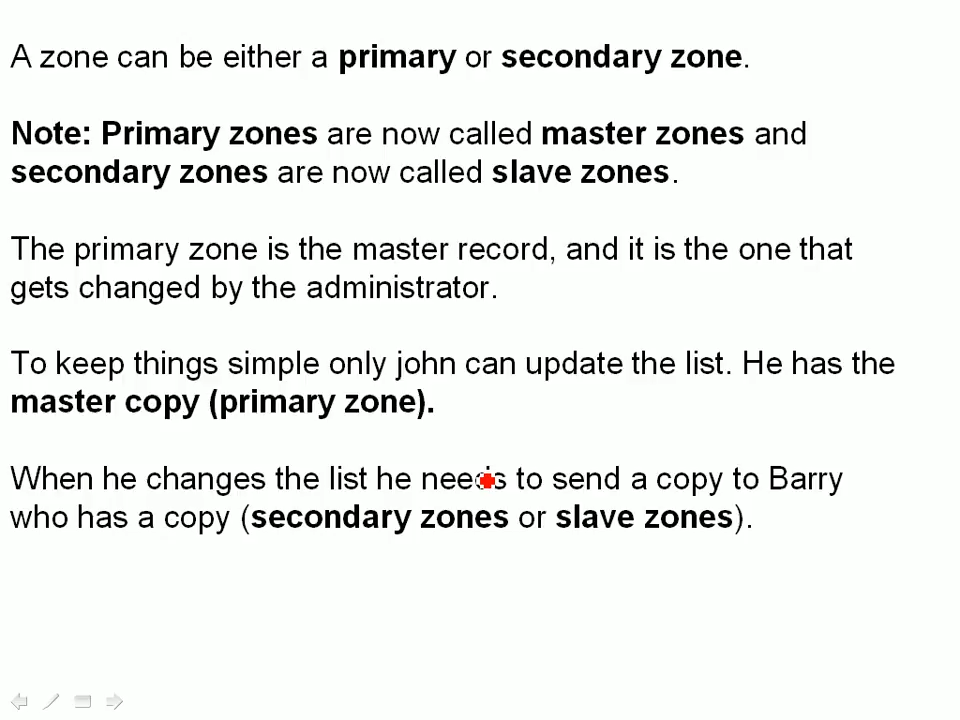 A zone can be either a primary or secondary zone.
Note: Primary zones are now called master zones and
secondary zones are now called slave zones.
The primary zone is the master record, and it is the one that
gets changed by the administrator.
To keep things simple only john can update the list. He has the
master copy (primary zone).
When he changes the list he needs to send a copy to Barry
who has a copy (secondary zones or slave zones).